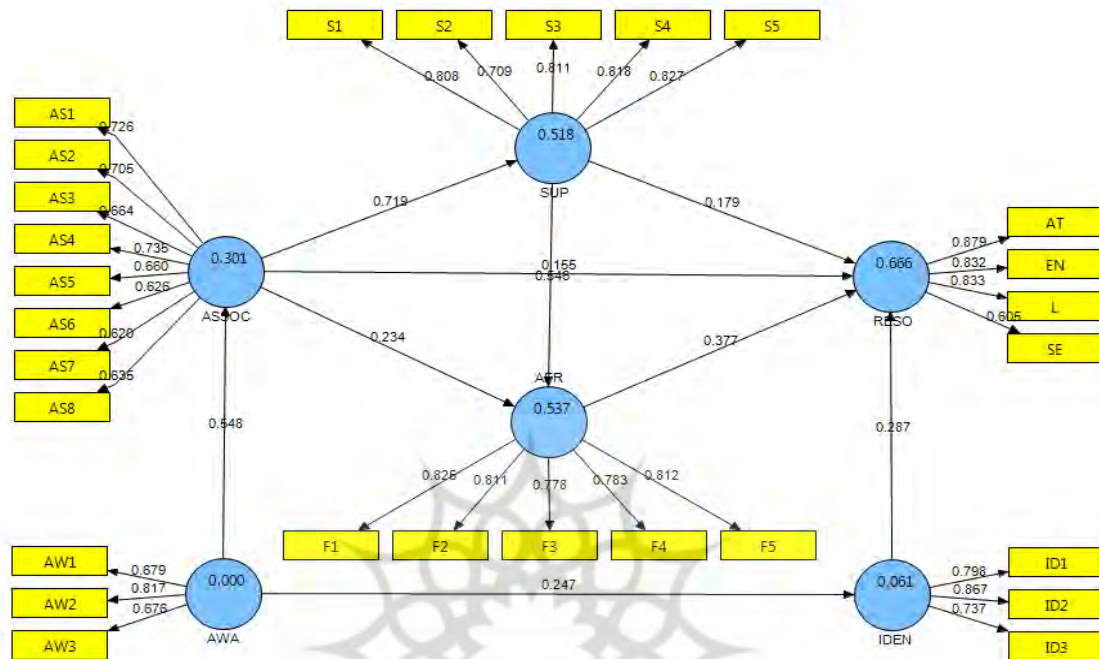 S1
S2
S3
S4
S5
0.808
0.709
0.811
0.818
0.827
AS1
AS2
AS3
AS4
AS5
AS6
AS7
AS8
0.726
0.705
0.664
0.735
0.660
0.626
0.620
0.635
0.518
SUP
0.719
0.179
0.301
ASSOC
0.155
0.546
0.666
RESO
AT
EN
L
SE
0.879
0.832
0.833
0.605
0.234
0.377
0.537
0.548
0.287
0.825
0.811
0.778
0.783
0.812
F1
F2
F3
F4
F5
AW1
AW2
AW3
0.679
0.817
0.676
0.000
AWA
0.247
0.061
IDEN
0.798
0.867
0.737
ID1
ID2
ID3